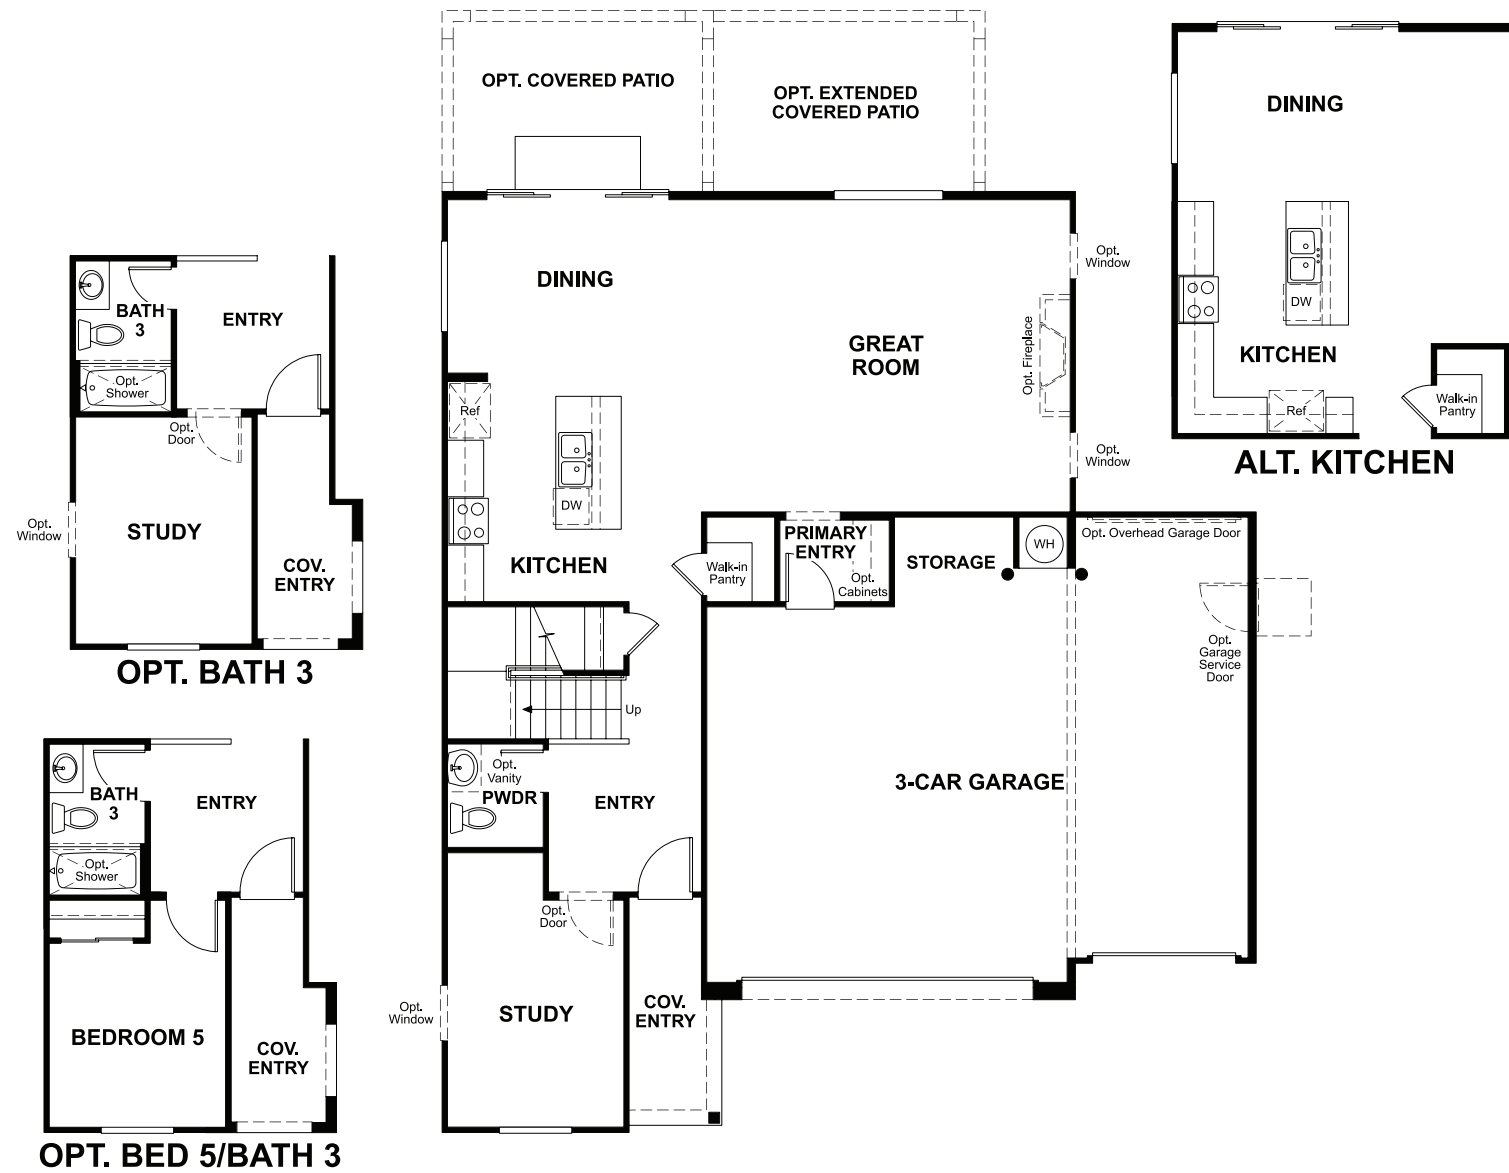 OPT. COVERED PATIO
OPT. EXTENDED
COVERED PATIO
DINING
GREAT
ROOM
Opt.
Window
Opt. Fireplace
Opt.
Window
Ref
DW
KITCHEN
Walk-in
Pantry
PRIMARY
ENTRY
Opt.
Cabinets
STORAGE
WH
Opt. Overhead Garage Door
Opt.
Garage
Service
Door
Up
Opt.
Vanity
PWDR
ENTRY
3-CAR GARAGE
Opt.
Door
Opt.
Window
STUDY
COV.
ENTRY
DINING
DW
KITCHEN
Ref
Walk-in
Pantry
ALT. KITCHEN
BATH
3
ENTRY
Opt.
Shower
Opt.
Door
Opt.
Window
STUDY
COV.
ENTRY
OPT. BATH 3
BATH
3
ENTRY
Opt.
Shower
BEDROOM 5
COV.
ENTRY
OPT. BED 5/BATH 3